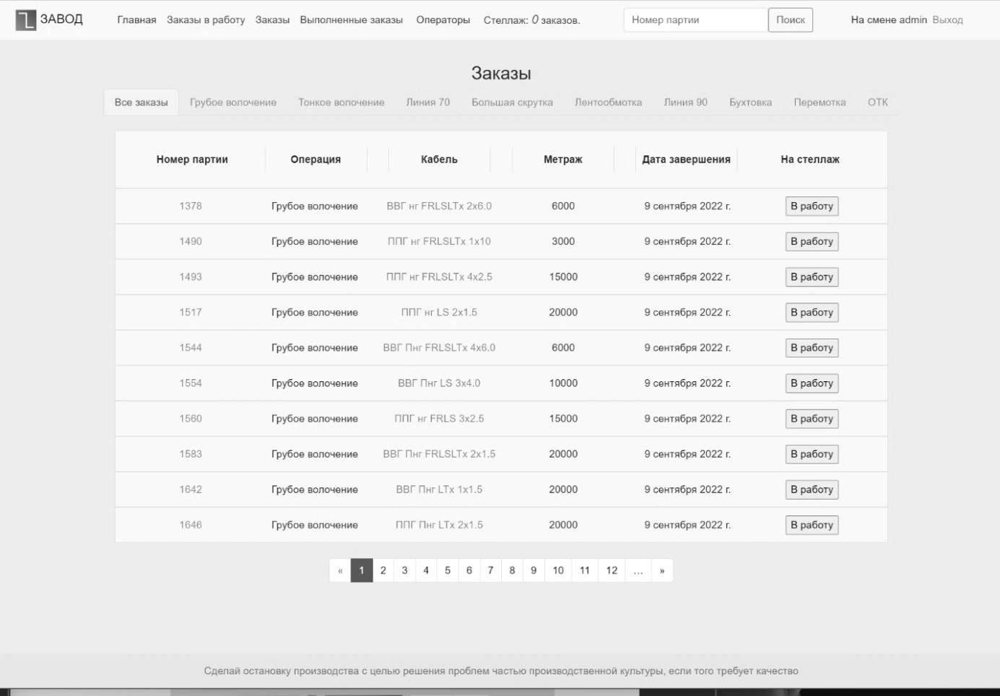 ЗАВОД Главная Заказы в работу Заказы Выполненные заказы Операторы Стеллаж: 0 заказов. Номер партии Поиск На смене admin Выход
Заказы
Все заказы Грубое волочение Тонкое волочение Линия 70 Большая скрутка Лентообмотка Линия 90 Бухтовка Перемотка ОТК
Номер партии Операция Кабель Метраж Дата завершения На стеллаж
1378 Грубое волочение ВВГ нг FRLSLTx 2x6.0 6000 9 сентября 2022 г. В работу
1490 Грубое волочение ППГ нг FRLSLTx 1x10 3000 9 сентября 2022 г. В работу
1493 Грубое волочение ППГ нг FRLSLTx 4x2.5 15000 9 сентября 2022 г. В работу
1517 Грубое волочение ППГ нг LS 2x1.5 20000 9 сентября 2022 г. В работу
1544 Грубое волочение ВВГ Пнг FRLSLTx 4x6.0 6000 9 сентября 2022 г. В работу
1554 Грубое волочение ВВГ Пнг LS 3x4.0 10000 9 сентября 2022 г. В работу
1560 Грубое волочение ППГ нг FRLS 3x2.5 15000 9 сентября 2022 г. В работу
1583 Грубое волочение ВВГ Пнг FRLSLTx 2x1.5 20000 9 сентября 2022 г. В работу
1642 Грубое волочение ВВГ Пнг LTx 1x1.5 20000 9 сентября 2022 г. В работу
1646 Грубое волочение ППГ Пнг LTx 2x1.5 20000 9 сентября 2022 г. В работу
« 1 2 3 4 5 6 7 8 9 10 11 12 ... »
Сделай остановку производства с целью решения проблем частью производственной культуры, если того требует качество